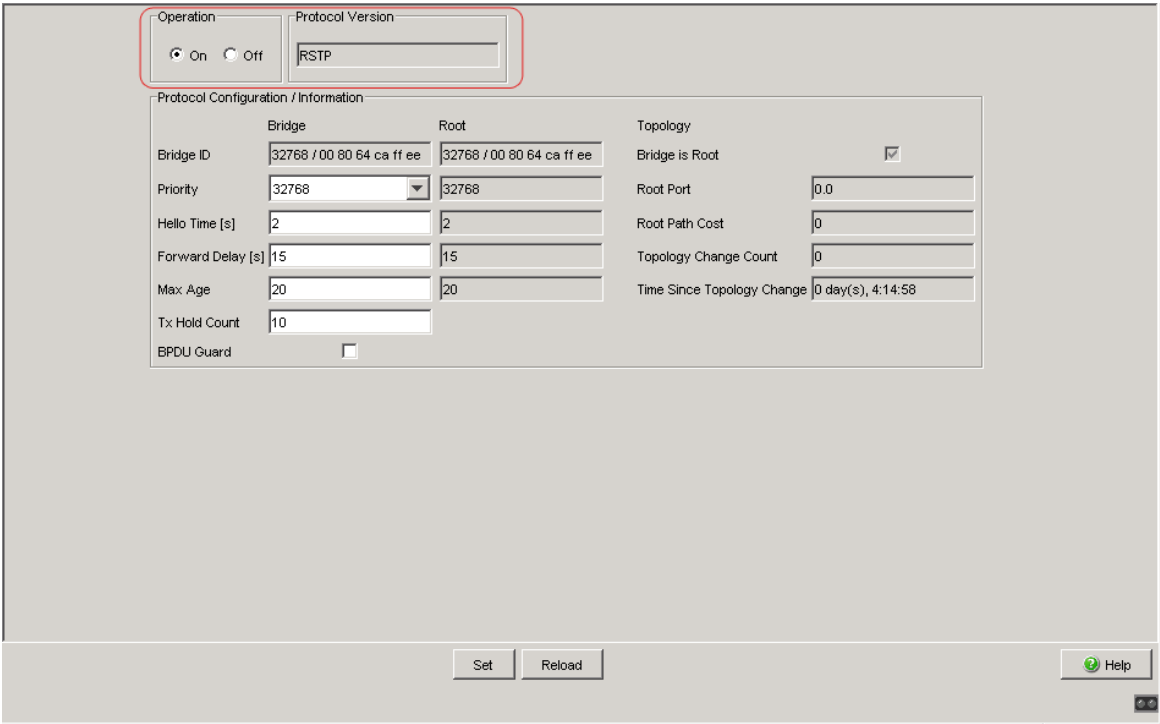 Operation Protocol Version
On Off RSTP
Protocol Configuration / Information
Bridge Root Topology
Bridge ID 32768 / 00 80 64 ca ff ee 32768 / 00 80 64 ca ff ee Bridge is Root
Priority 32768 32768 Root Port 0.0
Hello Time [s] 2 2 Root Path Cost 0
Forward Delay [s] 15 15 Topology Change Count 0
Max Age 20 20 Time Since Topology Change 0 day(s), 4:14:58
Tx Hold Count 10
BPDU Guard
Set Reload Help